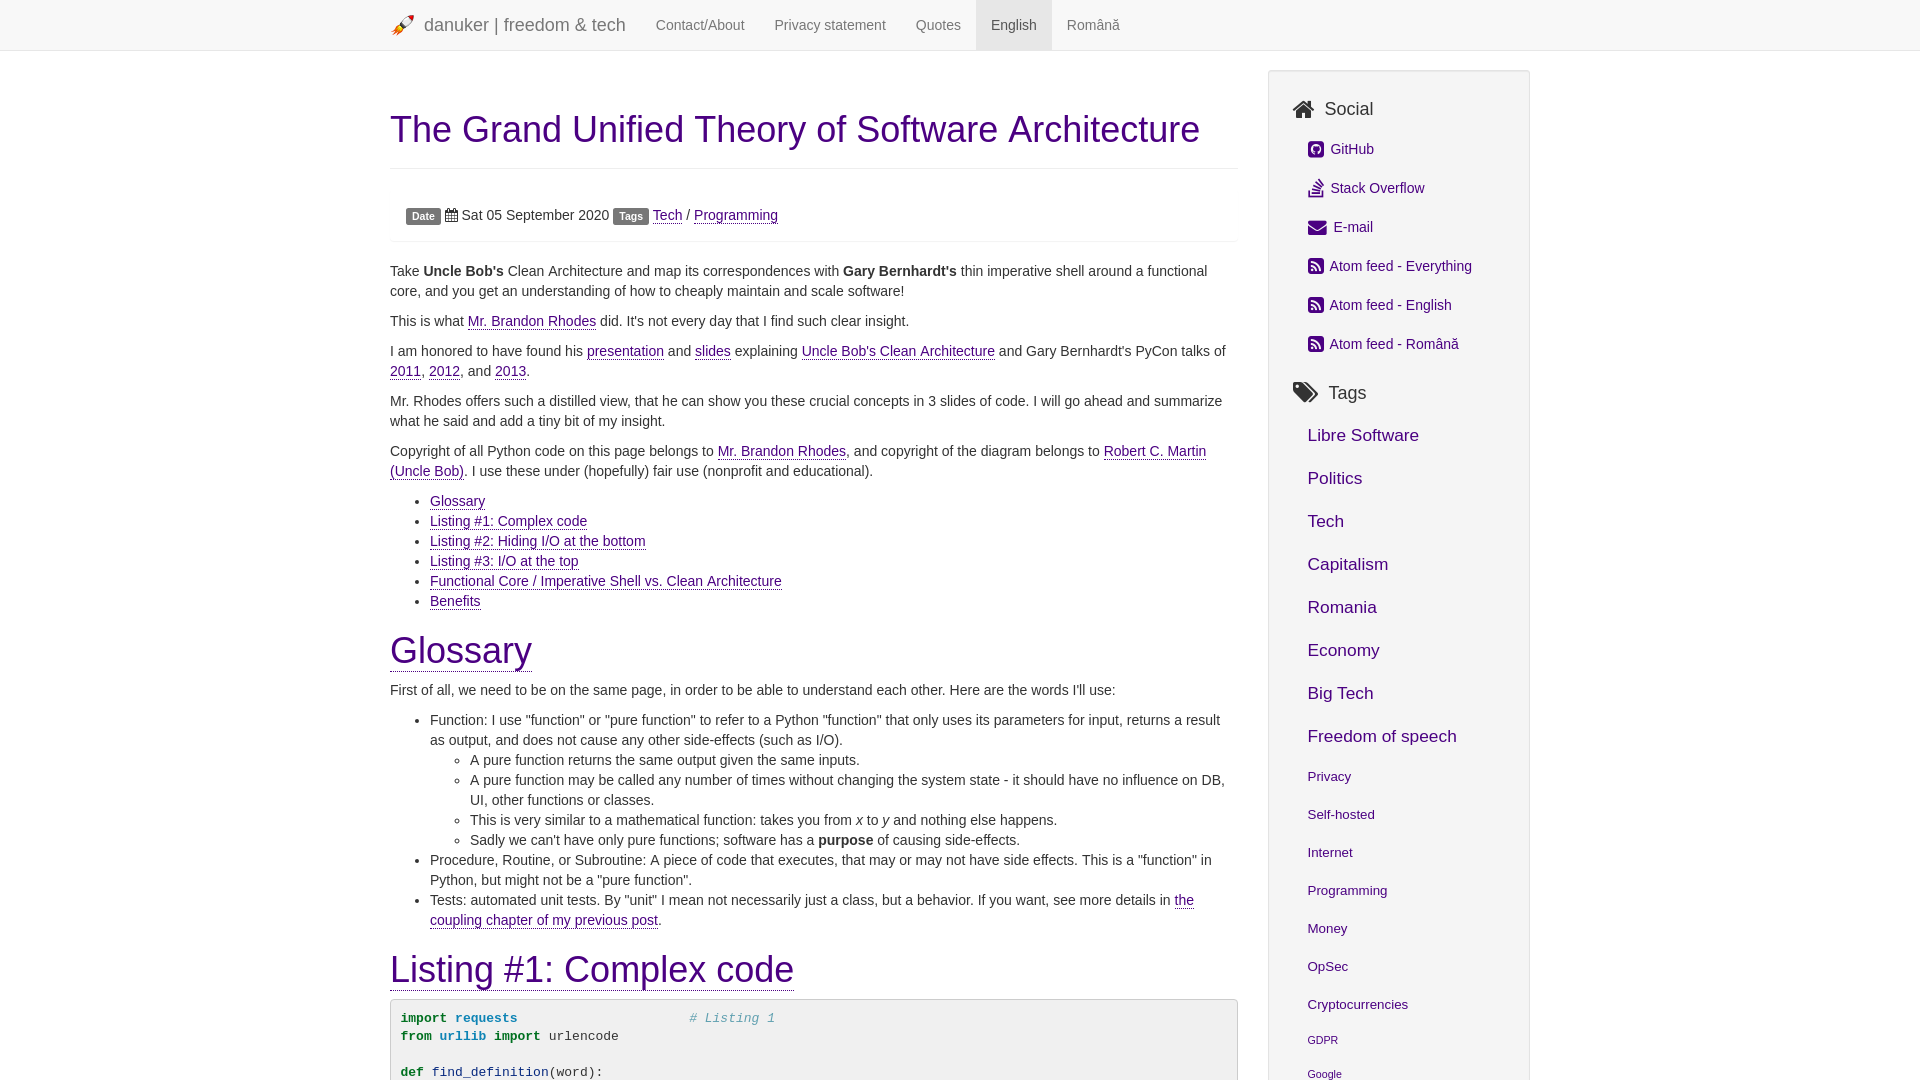 danuker | freedom & tech Contact/About Privacy statement Quotes English Română
The Grand Unified Theory of Software Architecture
Date Sat 05 September 2020 Tags Tech / Programming
Take Uncle Bob's Clean Architecture and map its correspondences with Gary Bernhardt's thin imperative shell around a functional
core, and you get an understanding of how to cheaply maintain and scale software!
This is what Mr. Brandon Rhodes did. It's not every day that I find such clear insight.
I am honored to have found his presentation and slides explaining Uncle Bob's Clean Architecture and Gary Bernhardt's PyCon talks of
2011, 2012, and 2013.
Mr. Rhodes offers such a distilled view, that he can show you these crucial concepts in 3 slides of code. I will go ahead and summarize
what he said and add a tiny bit of my insight.
Copyright of all Python code on this page belongs to Mr. Brandon Rhodes, and copyright of the diagram belongs to Robert C. Martin
(Uncle Bob). I use these under (hopefully) fair use (nonprofit and educational).
• Glossary
• Listing #1: Complex code
• Listing #2: Hiding I/O at the bottom
• Listing #3: I/O at the top
• Functional Core / Imperative Shell vs. Clean Architecture
• Benefits
Glossary
First of all, we need to be on the same page, in order to be able to understand each other. Here are the words I'll use:
• Function: I use "function" or "pure function" to refer to a Python "function" that only uses its parameters for input, returns a result
as output, and does not cause any other side-effects (such as I/O).
◦ A pure function returns the same output given the same inputs.
◦ A pure function may be called any number of times without changing the system state - it should have no influence on DB,
UI, other functions or classes.
◦ This is very similar to a mathematical function: takes you from x to y and nothing else happens.
◦ Sadly we can't have only pure functions; software has a purpose of causing side-effects.
• Procedure, Routine, or Subroutine: A piece of code that executes, that may or may not have side effects. This is a "function" in
Python, but might not be a "pure function".
• Tests: automated unit tests. By "unit" I mean not necessarily just a class, but a behavior. If you want, see more details in the
coupling chapter of my previous post.
Listing #1: Complex code
import requests # Listing 1
from urllib import urlencode
def find_definition(word):
Social
GitHub
Stack Overflow
E-mail
Atom feed - Everything
Atom feed - English
Atom feed - Română
Tags
Libre Software
Politics
Tech
Capitalism
Romania
Economy
Big Tech
Freedom of speech
Privacy
Self-hosted
Internet
Programming
Money
OpSec
Cryptocurrencies
GDPR
Google